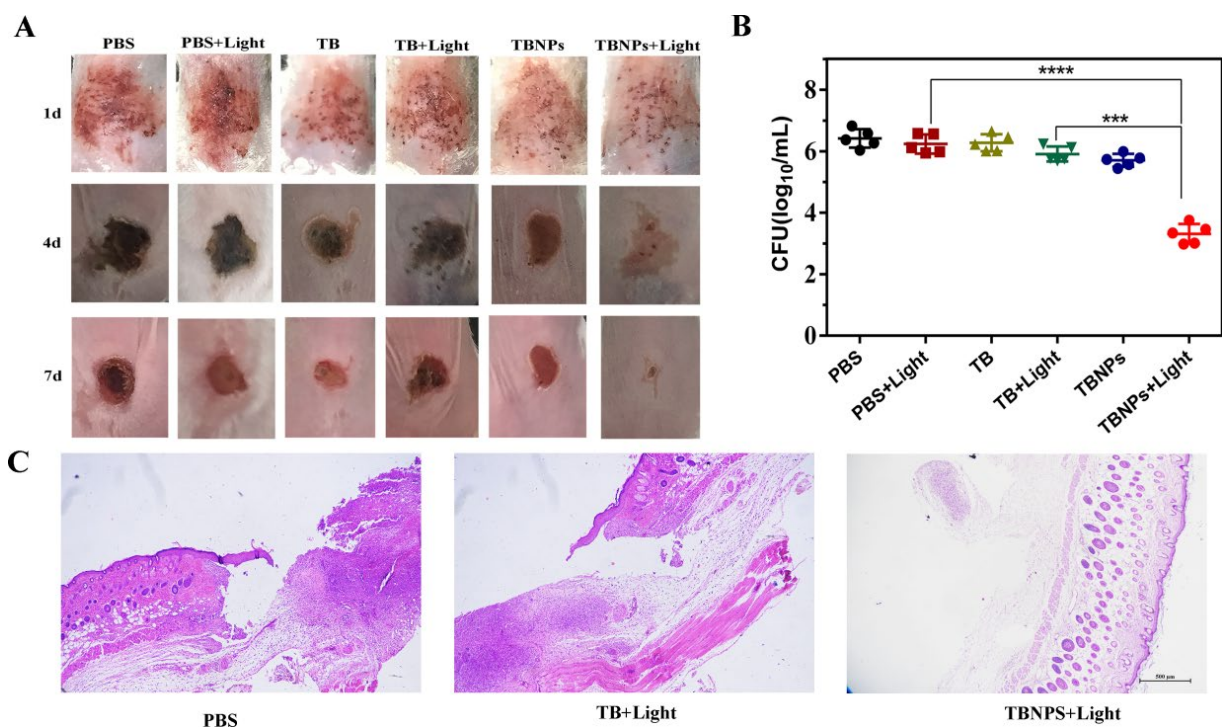 A
PBS
PBS+Light
TB
TB+Light
TBNPs
TBNPs+Light
1d
4d
7d
B
CFU(log10/mL)
8
6
4
2
0
****
***
PBS
PBS+Light
TB
TB+Light
TBNPs
TBNPs+Light
C
500 μm
PBS
TB+Light
TBNPS+Light